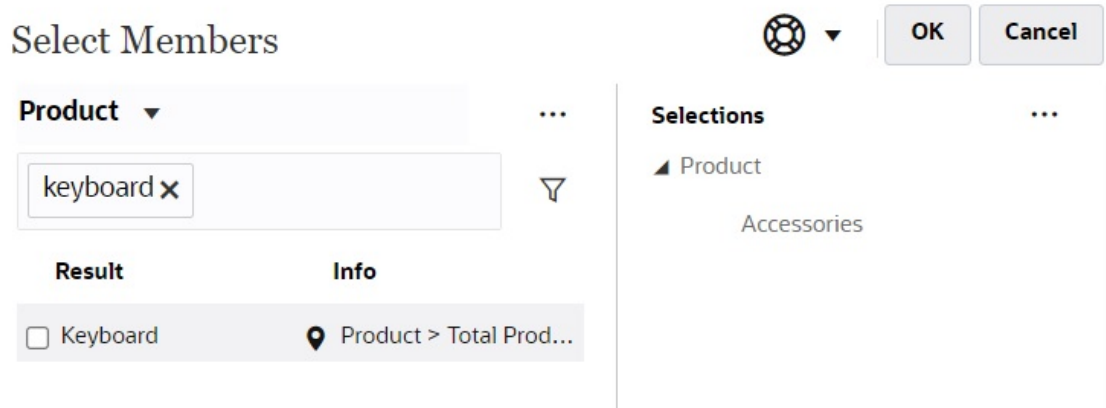 Select Members
OK
Cancel
Product
...
Selections
...
keyboard
Product
Accessories
Result
Info
Keyboard
Product > Total Prod...